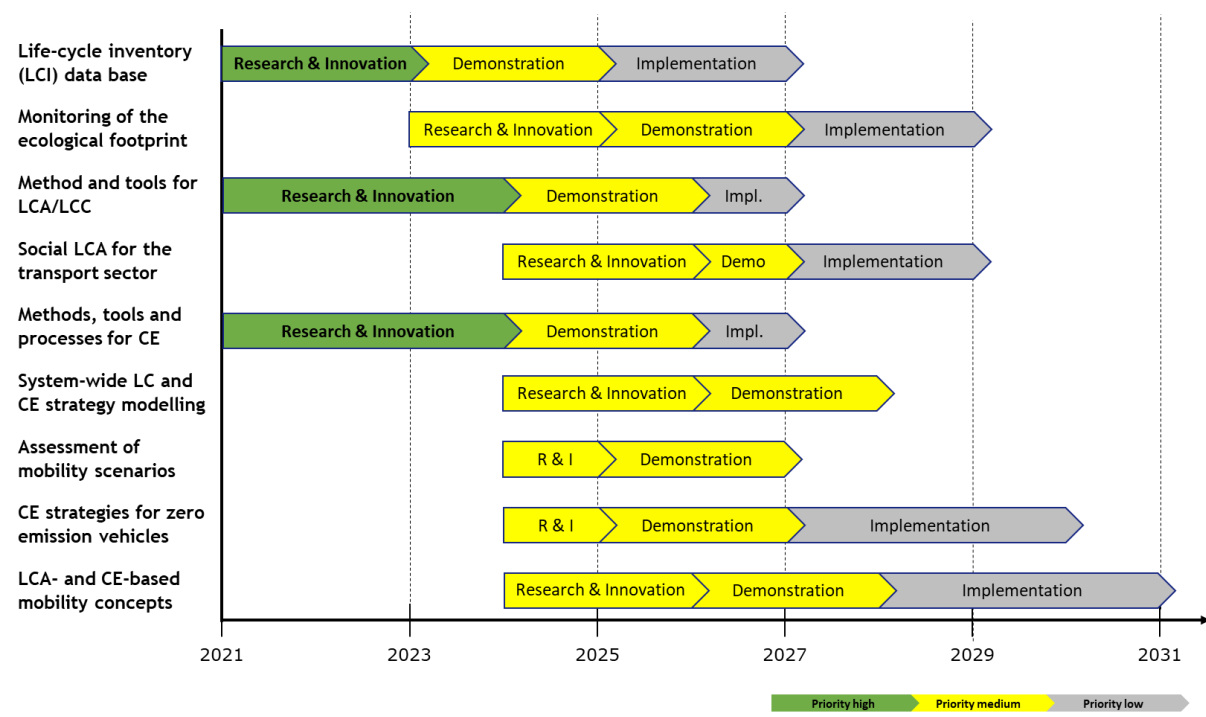 Life-cycle inventory
(LCI) data base
Research & Innovation
Demonstration
Implementation
Monitoring of the
ecological footprint
Research & Innovation
Demonstration
Implementation
Method and tools for
LCA/LCC
Research & Innovation
Demonstration
Impl.
Social LCA for the
transport sector
Research & Innovation
Demo
Implementation
Methods, tools and
processes for CE
Research & Innovation
Demonstration
Impl.
System-wide LC and
CE strategy modelling
Research & Innovation
Demonstration
Assessment of
mobility scenarios
R & I
Demonstration
CE strategies for zero
emission vehicles
R & I
Demonstration
Implementation
LCA- and CE-based
mobility concepts
Research & Innovation
Demonstration
Implementation
2021 2023 2025 2027 2029 2031
Priority high Priority medium Priority low